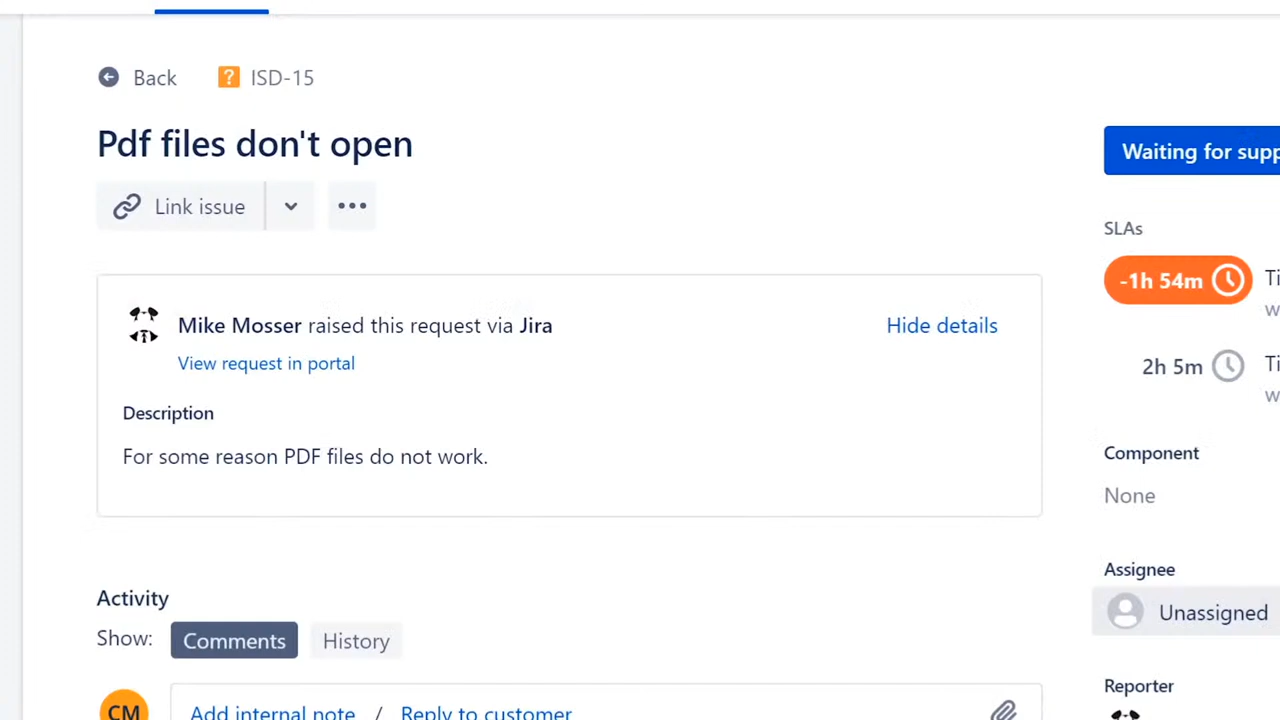 Back ISD-15
Pdf files don't open
Link issue
Mike Mosser raised this request via Jira
Hide details
View request in portal
Description
For some reason PDF files do not work.
Activity
Show: Comments History
CM Add internal note / Reply to customer
Waiting for supp
SLAs
-1h 54m Ti
w
2h 5m Ti
w
Component
None
Assignee
Unassigned
Reporter